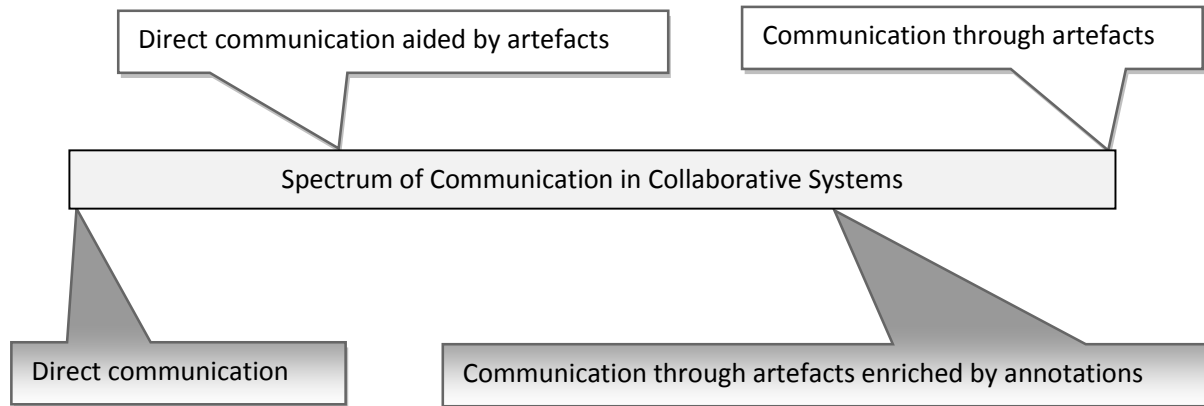 Direct communication aided by artefacts
Communication through artefacts
Spectrum of Communication in Collaborative Systems
Direct communication
Communication through artefacts enriched by annotations